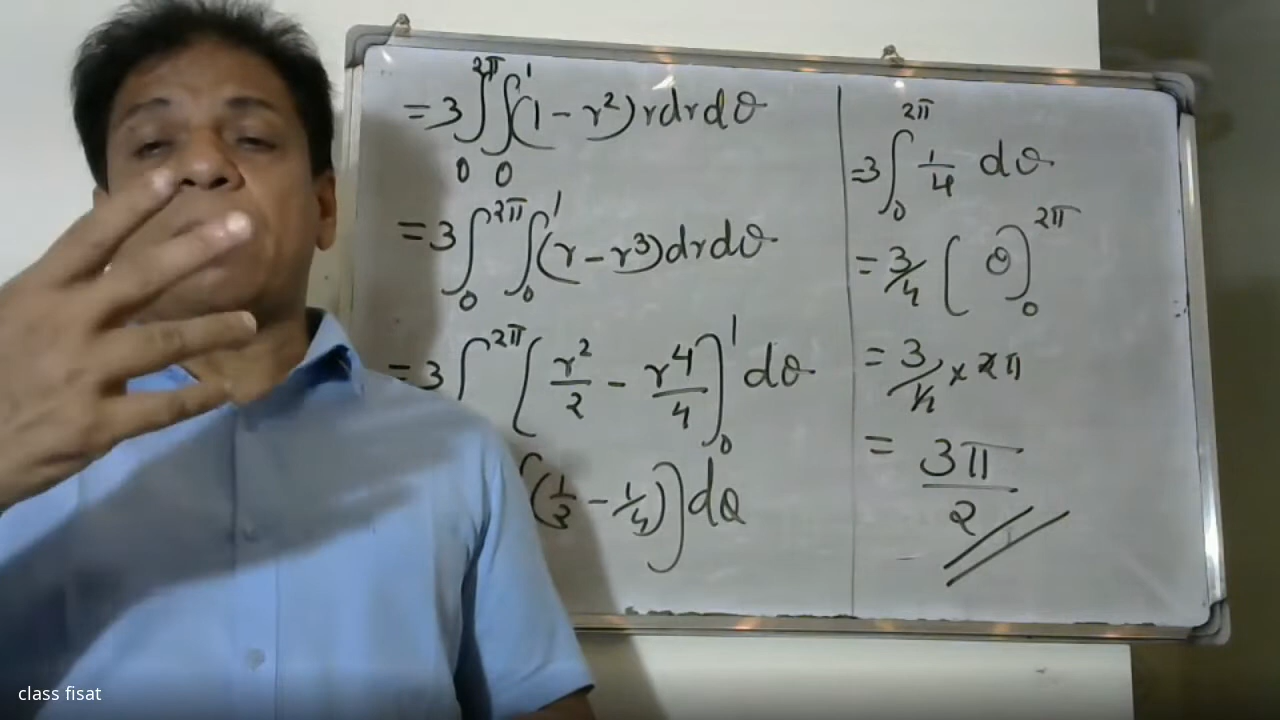 = 3 ∫₀^2π ∫₀^1 (1 - r²) r dr dθ
= 3 ∫₀^2π ∫₀^1 (r - r³) dr dθ
= 3 ∫^2π [r²/2 - r⁴/4]₀^1 dθ
∫ (1/2 - 1/4)] dθ
= 3 ∫₀^2π 1/4 dθ
= 3/4 [θ]₀^2π
= 3/4 × 2π
= 3π/2
class fisat